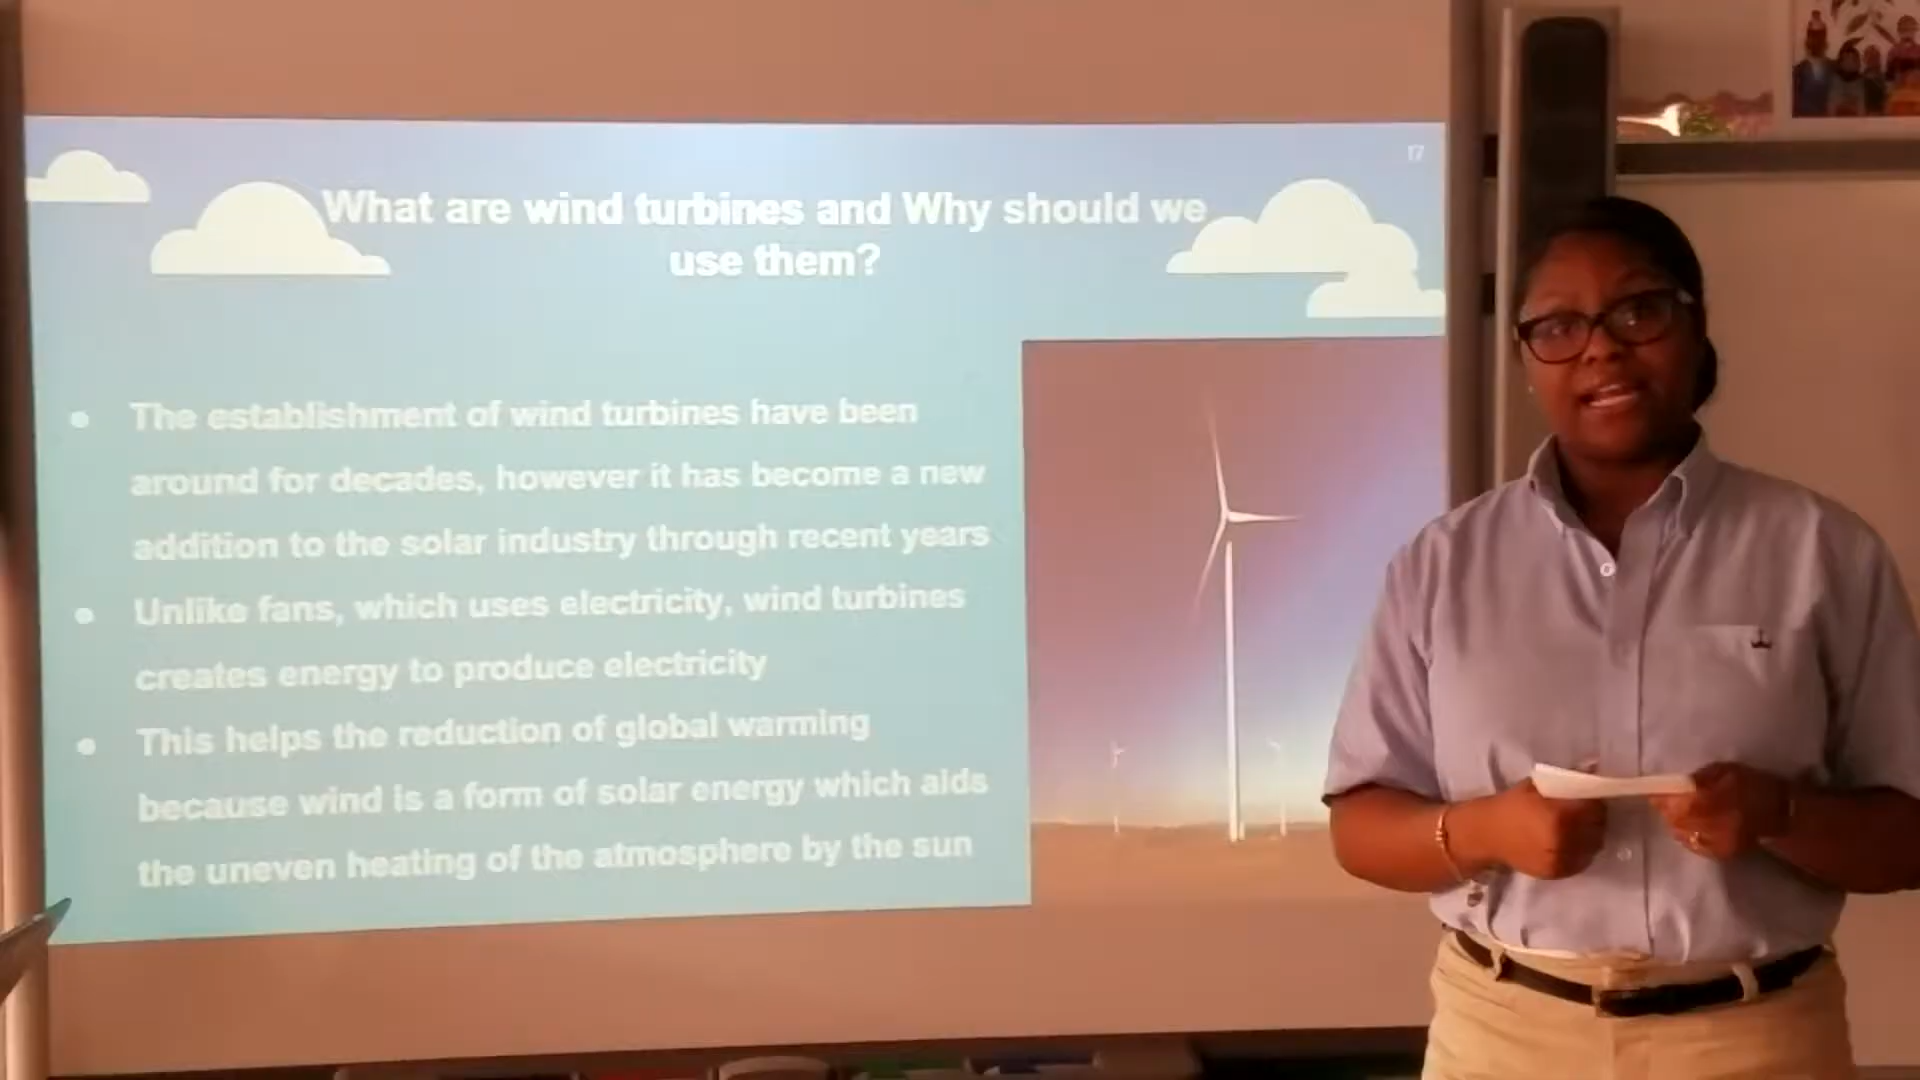 17
What are wind turbines and Why should we
use them?
The establishment of wind turbines have been
around for decades, however it has become a new
addition to the solar industry through recent years
Unlike fans, which uses electricity, wind turbines
creates energy to produce electricity
This helps the reduction of global warming
because wind is a form of solar energy which aids
the uneven heating of the atmosphere by the sun